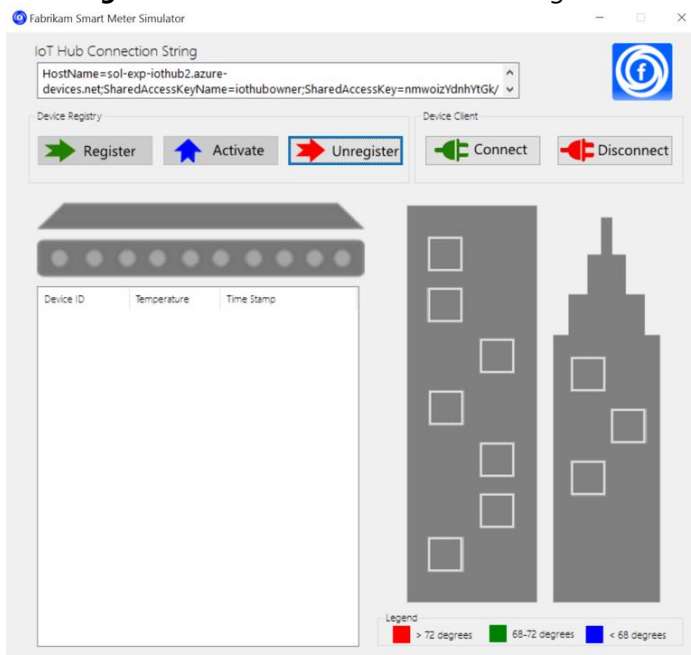 Fabrikam Smart Meter Simulator
IoT Hub Connection String
HostName=sol-exp-iothub2.azure-
devices.net;SharedAccessKeyName=iothubowner;SharedAccessKey=nmwoizYdnhYtGk/
Device Registry
Device Client
Register
Activate
Unregister
Connect
Disconnect
Device ID
Temperature
Time Stamp
Legend
> 72 degrees
68-72 degrees
< 68 degrees